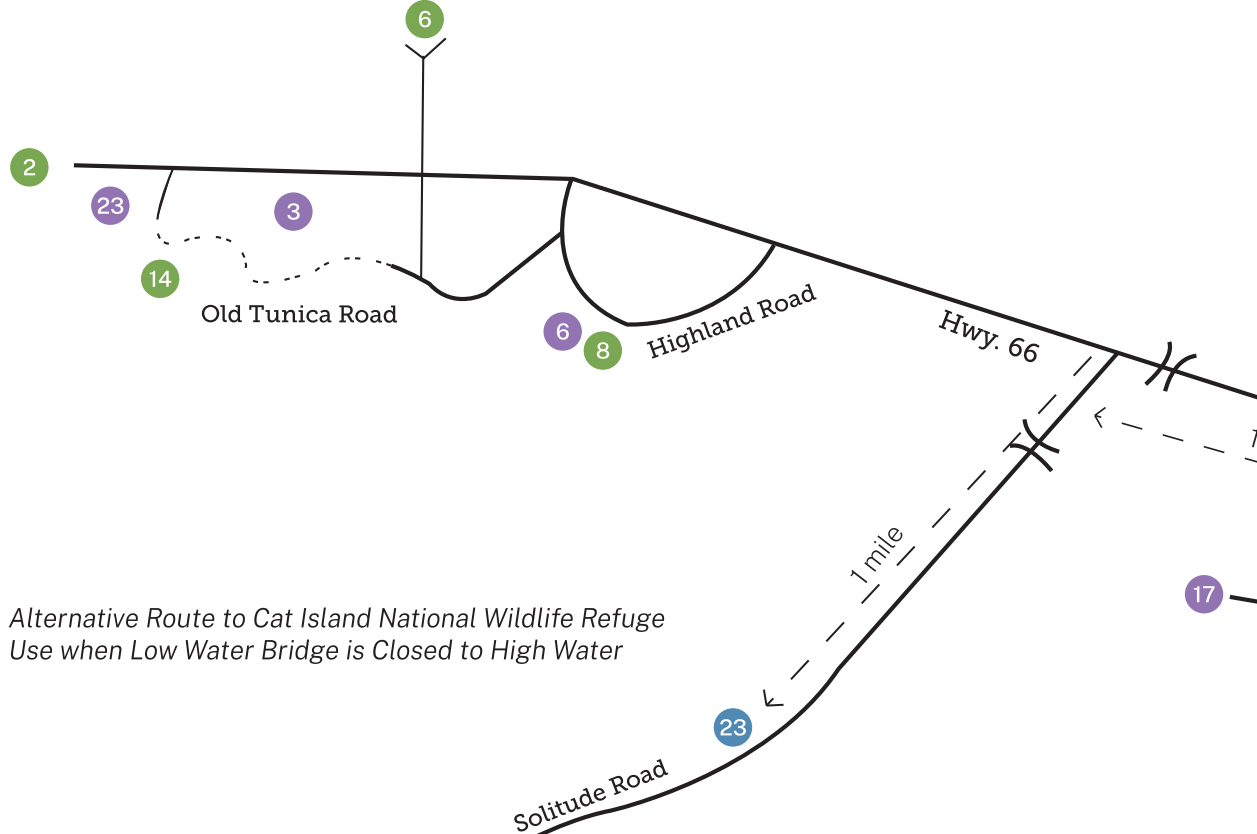 6
2
23
3
14
Old Tunica Road
6
8
Highland Road
Hwy. 66
1 mile
17
Alternative Route to Cat Island National Wildlife Refuge
Use when Low Water Bridge is Closed to High Water
23
Solitude Road